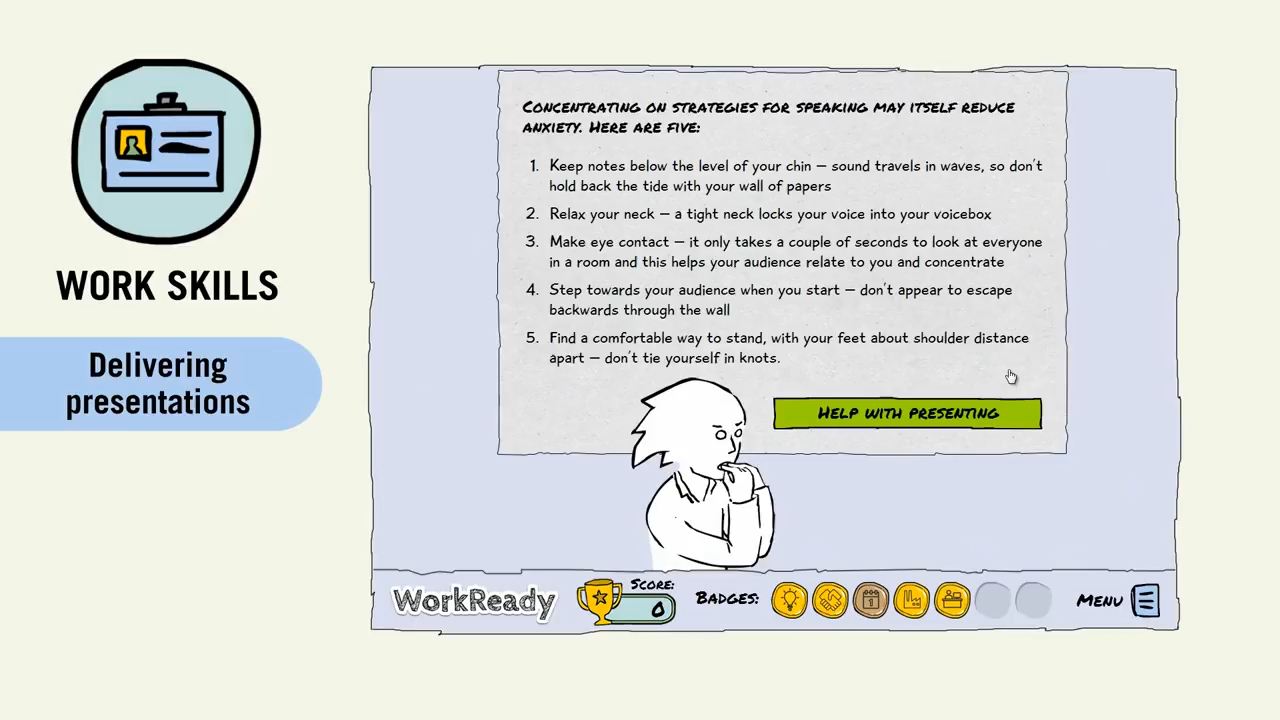 WORK SKILLS
Delivering
presentations
CONCENTRATING ON STRATEGIES FOR SPEAKING MAY ITSELF REDUCE
ANXIETY. HERE ARE FIVE:
1. Keep notes below the level of your chin – sound travels in waves, so don't
hold back the tide with your wall of papers
2. Relax your neck – a tight neck locks your voice into your voicebox
3. Make eye contact – it only takes a couple of seconds to look at everyone
in a room and this helps your audience relate to you and concentrate
4. Step towards your audience when you start – don't appear to escape
backwards through the wall
5. Find a comfortable way to stand, with your feet about shoulder distance
apart – don't tie yourself in knots.
HELP WITH PRESENTING
WorkReady
SCORE:
0
BADGES:
1
MENU